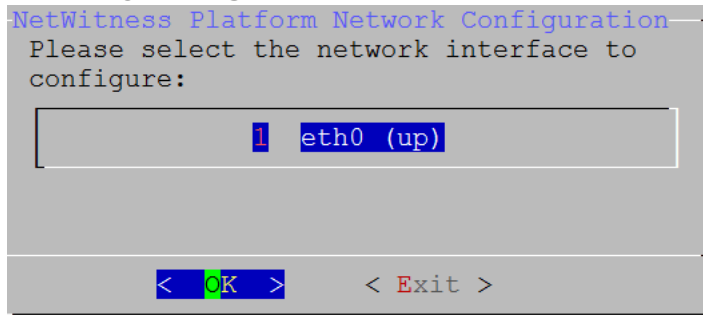 NetWitness Platform Network Configuration
Please select the network interface to
configure:
1 eth0 (up)
< OK > < Exit >